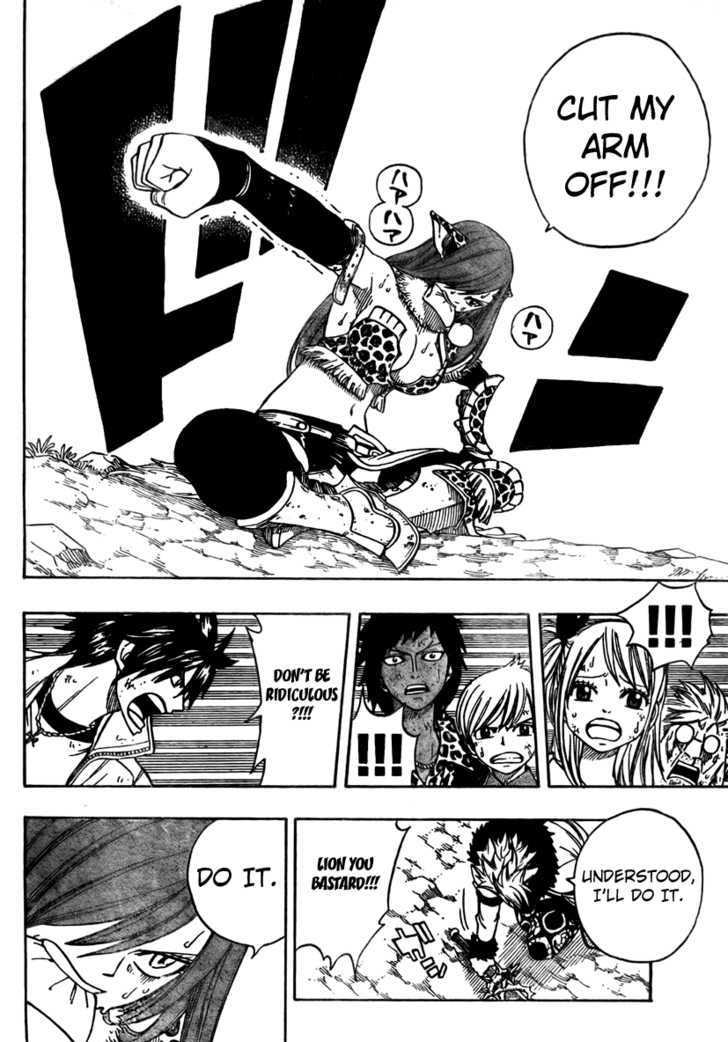 CUT MY
ARM
OFF!!!
ハァ
ハァ
ハァ
!!!
!!!
DON'T BE
RIDICULOUS
?!!!
UNDERSTOOD,
I'LL DO IT.
LION YOU
BASTARD!!!
DO IT.